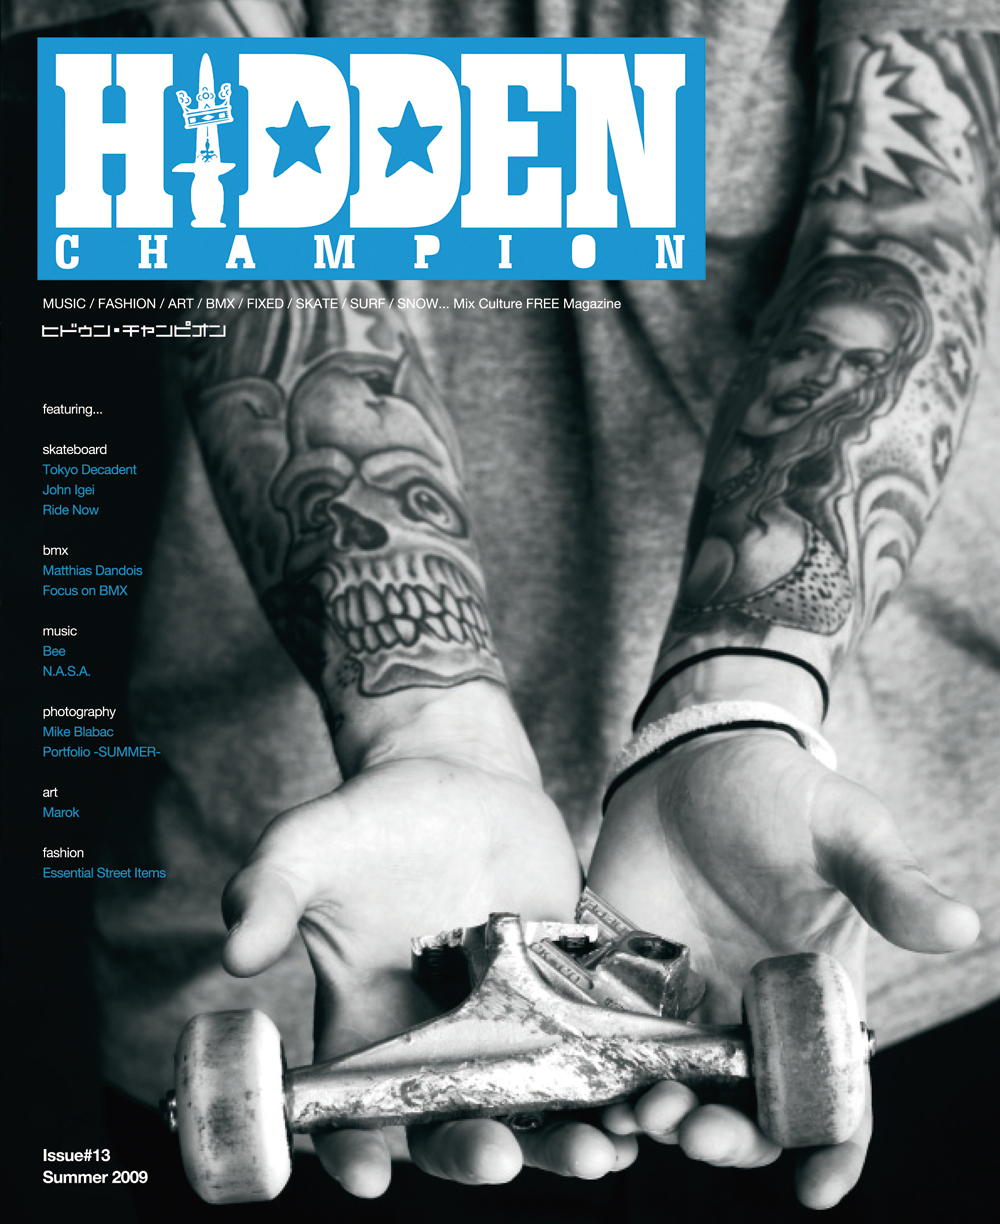 HiDDEN
CHAMPION
MUSIC / FASHION / ART / BMX / FIXED / SKATE / SURF / SNOW... Mix Culture FREE Magazine
ヒドゥン・チャンピオン
featuring...
skateboard
Tokyo Decadent
John Igei
Ride Now
bmx
Matthias Dandois
Focus on BMX
music
Bee
N.A.S.A.
photography
Mike Blabac
Portfolio -SUMMER-
art
Marok
fashion
Essential Street Items
Issue#13
Summer 2009